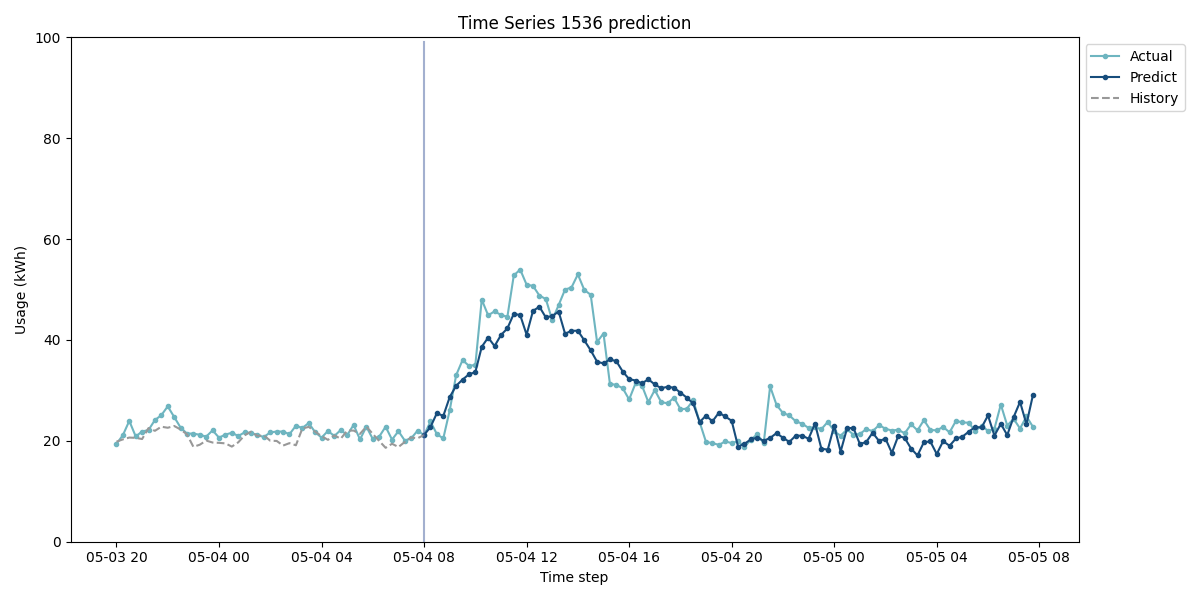 Time Series 1536 prediction
100
80
60
40
20
0
Usage (kWh)
05-03 20
05-04 00
05-04 04
05-04 08
05-04 12
05-04 16
05-04 20
05-05 00
05-05 04
05-05 08
Time step
Actual
Predict
History